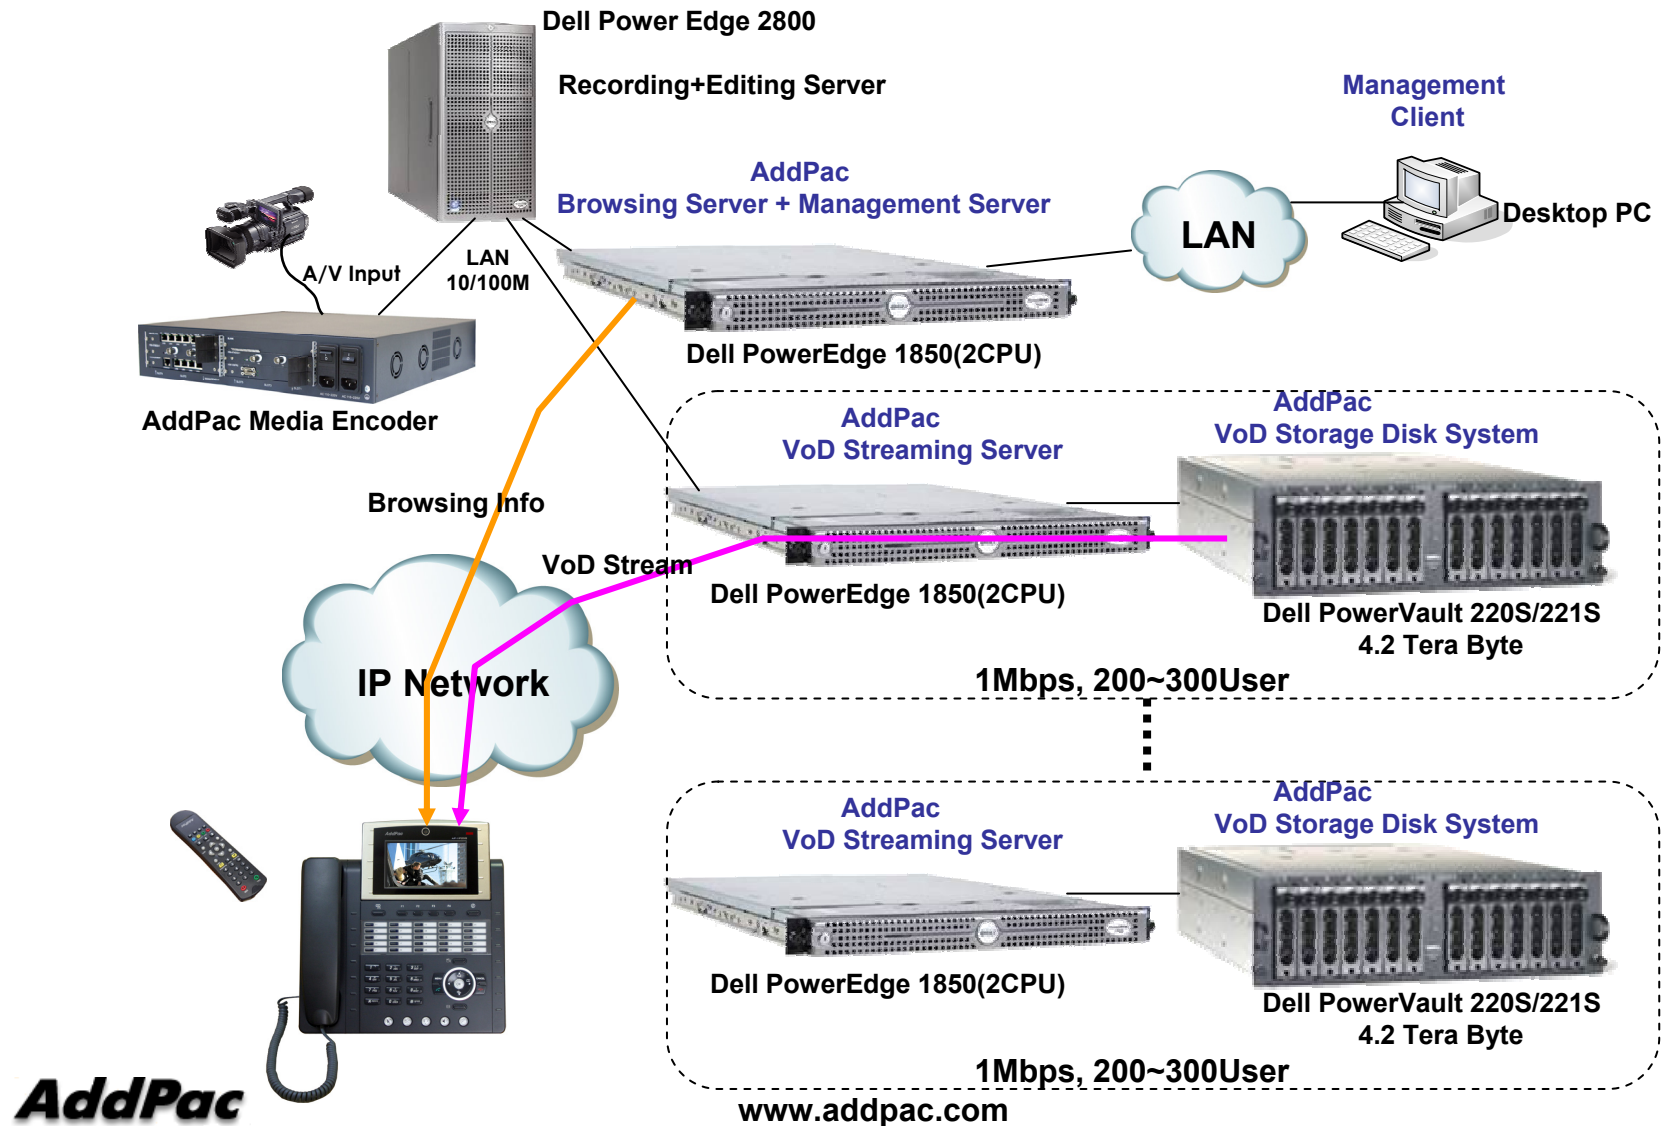 Dell Power Edge 2800
Recording+Editing Server
Management
Client
AddPac
Browsing Server + Management Server
LAN
Desktop PC
A/V Input
LAN
10/100M
Dell PowerEdge 1850(2CPU)
AddPac Media Encoder
AddPac
VoD Streaming Server
AddPac
VoD Storage Disk System
Browsing Info
VoD Stream
Dell PowerEdge 1850(2CPU)
Dell PowerVault 220S/221S
4.2 Tera Byte
IP Network
1Mbps, 200~300User
AddPac
VoD Streaming Server
AddPac
VoD Storage Disk System
AddPac
Dell PowerEdge 1850(2CPU)
Dell PowerVault 220S/221S
4.2 Tera Byte
1Mbps, 200~300User
AddPac
www.addpac.com